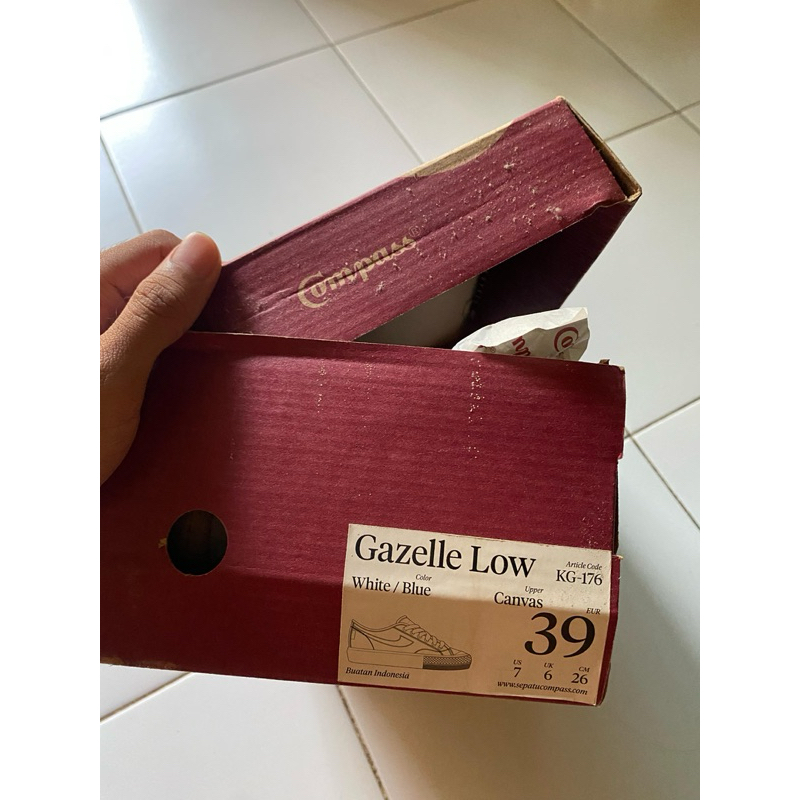 Compass®
Gazelle Low
Article Code
KG-176
Color
White / Blue
Upper
Canvas
EUR
39
US UK CM
7 6 26
Buatan Indonesia
www.sepatucompass.com